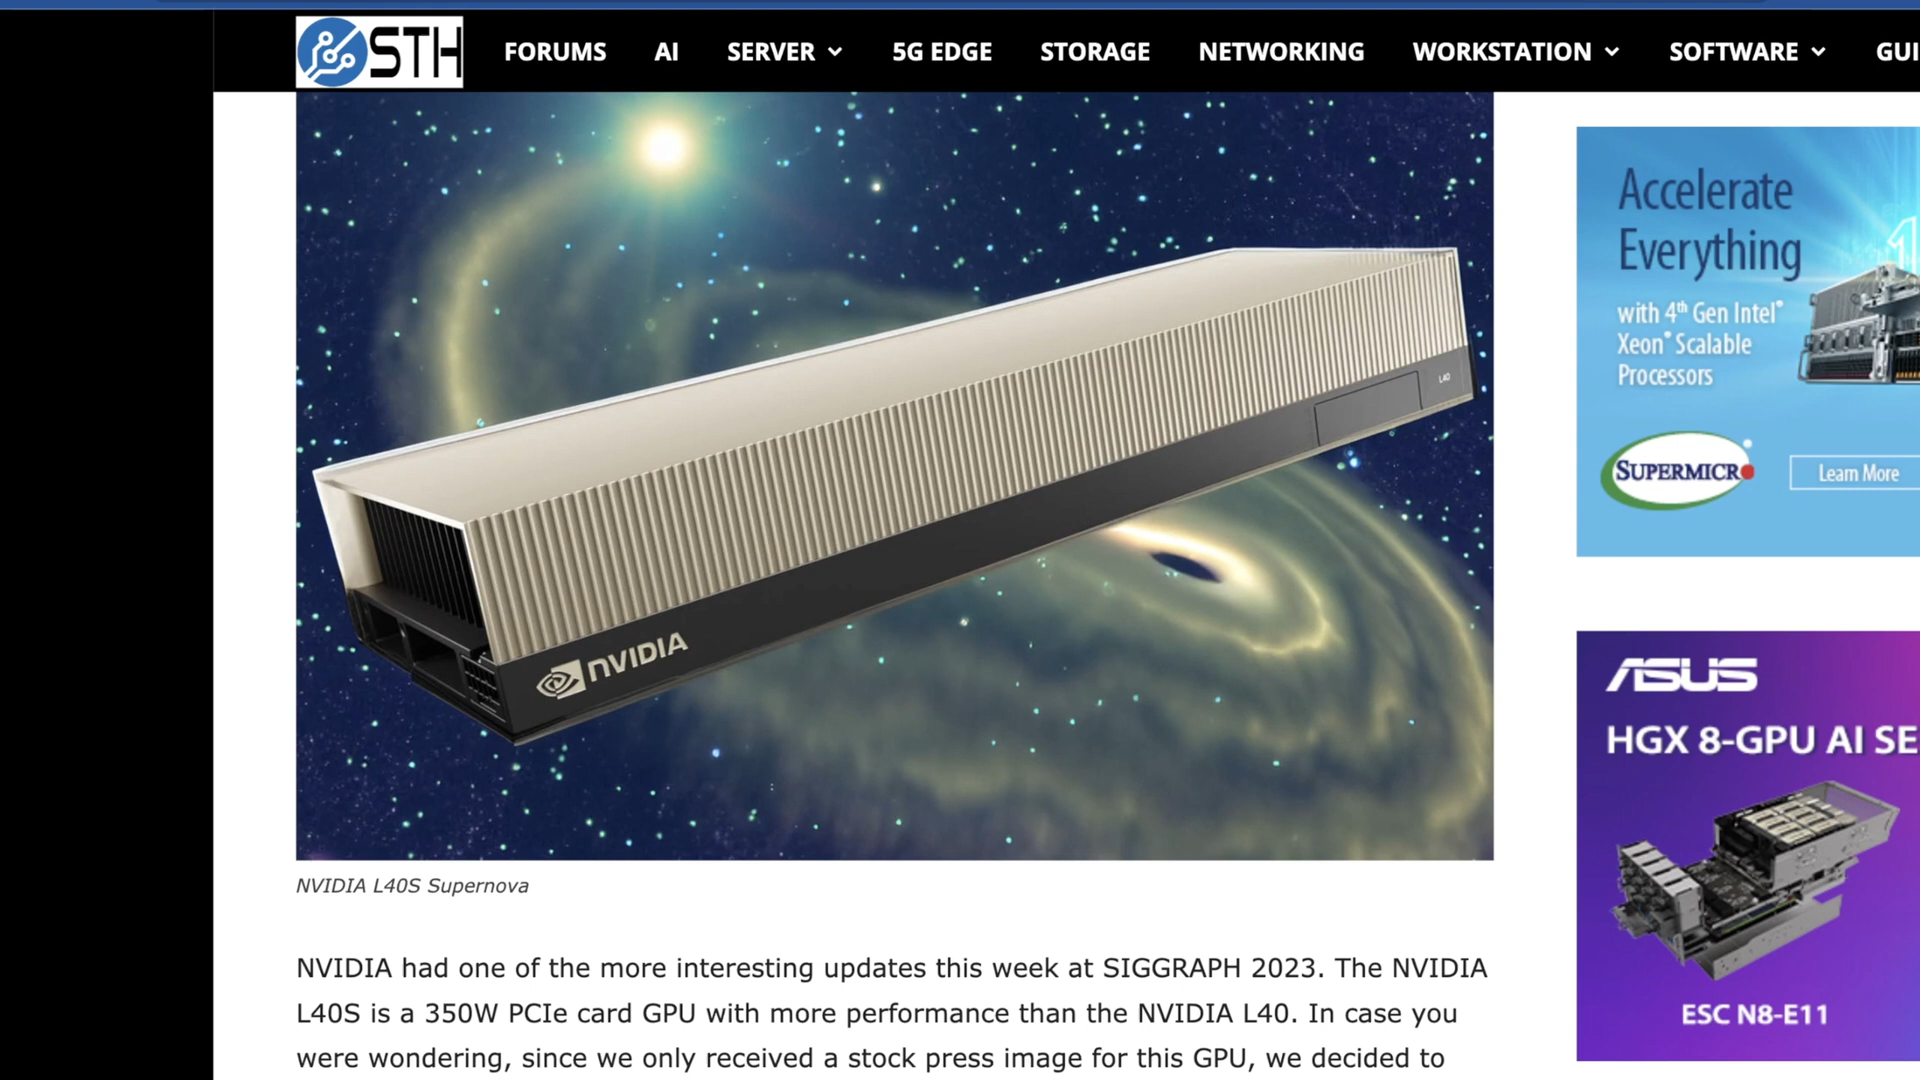 STH
FORUMS AI SERVER 5G EDGE STORAGE NETWORKING WORKSTATION SOFTWARE GUI
L40
NVIDIA
NVIDIA L40S Supernova
NVIDIA had one of the more interesting updates this week at SIGGRAPH 2023. The NVIDIA
L40S is a 350W PCIe card GPU with more performance than the NVIDIA L40. In case you
were wondering, since we only received a stock press image for this GPU, we decided to
Accelerate
Everything
with 4th Gen Intel®
Xeon® Scalable
Processors
SUPERMICR
Learn More
ASUS
HGX 8-GPU AI SE
ESC N8-E11